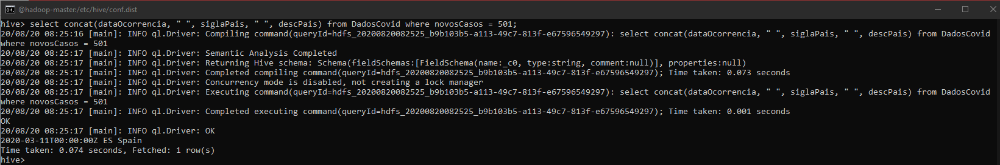 @hadoop-master:/etc/hive/conf.dist
hive> select concat(dataOcorrencia, " ", siglaPais, " ", descPais) from DadosCovid where novosCasos = 501;
20/08/20 08:25:16 [main]: INFO ql.Driver: Compiling command(queryId=hdfs_20200820082525_b9b103b5-a113-49c7-813f-e67596549297): select concat(dataOcorrencia, " ", siglaPais, " ", descPais) from DadosCovid
where novosCasos = 501
20/08/20 08:25:17 [main]: INFO ql.Driver: Semantic Analysis Completed
20/08/20 08:25:17 [main]: INFO ql.Driver: Returning Hive schema: Schema(fieldSchemas:[FieldSchema(name:_c0, type:string, comment:null)], properties:null)
20/08/20 08:25:17 [main]: INFO ql.Driver: Completed compiling command(queryId=hdfs_20200820082525_b9b103b5-a113-49c7-813f-e67596549297); Time taken: 0.073 seconds
20/08/20 08:25:17 [main]: INFO ql.Driver: Concurrency mode is disabled, not creating a lock manager
20/08/20 08:25:17 [main]: INFO ql.Driver: Executing command(queryId=hdfs_20200820082525_b9b103b5-a113-49c7-813f-e67596549297): select concat(dataOcorrencia, " ", siglaPais, " ", descPais) from DadosCovid
where novosCasos = 501
20/08/20 08:25:17 [main]: INFO ql.Driver: Completed executing command(queryId=hdfs_20200820082525_b9b103b5-a113-49c7-813f-e67596549297); Time taken: 0.001 seconds
OK
20/08/20 08:25:17 [main]: INFO ql.Driver: OK
2020-03-11T00:00:00Z ES Spain
Time taken: 0.074 seconds, Fetched: 1 row(s)
hive>